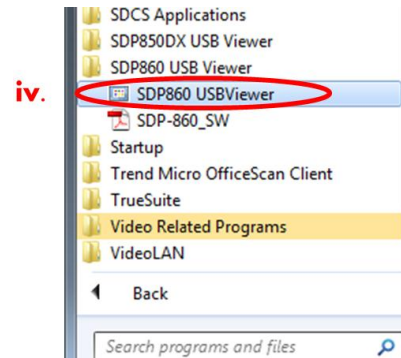 SDCS Applications
SDP850DX USB Viewer
SDP860 USB Viewer
iv. SDP860 USBViewer
SDP-860_SW
Startup
Trend Micro OfficeScan Client
TrueSuite
Video Related Programs
VideoLAN
Back
Search programs and files